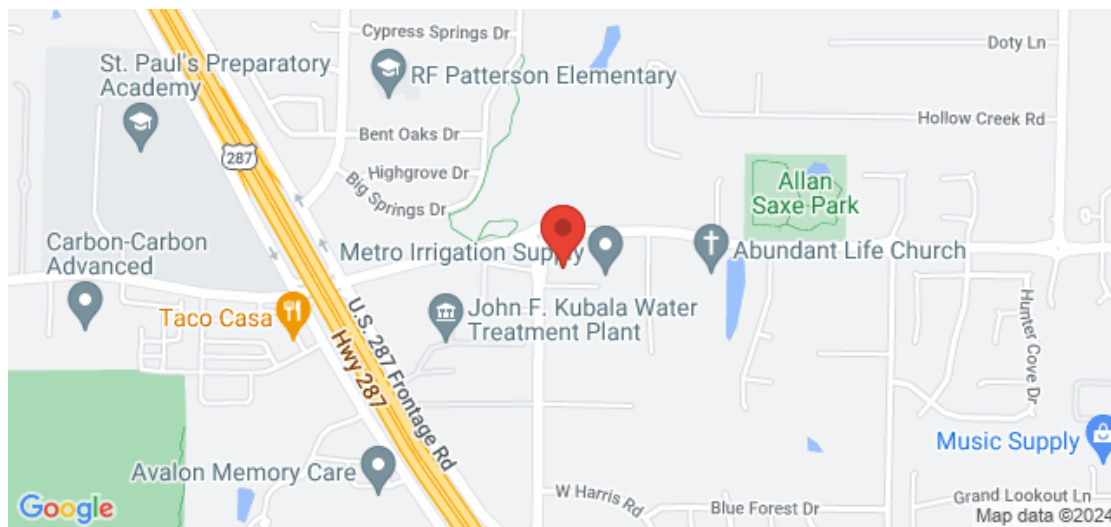 Cypress Springs Dr
Doty Ln
St. Paul's Preparatory
Academy
RF Patterson Elementary
Hollow Creek Rd
Bent Oaks Dr
287
Highgrove Dr
Big Springs Dr
Allan
Saxe Park
Carbon-Carbon
Advanced
Metro Irrigation Supply
Abundant Life Church
Taco Casa
U.S. 287 Frontage Rd
Hwy 287
John F. Kubala Water
Treatment Plant
Hunter Cove Dr
Music Supply
Avalon Memory Care
W Harris Rd
Blue Forest Dr
Grand Lookout Ln
Google
Map data ©2024